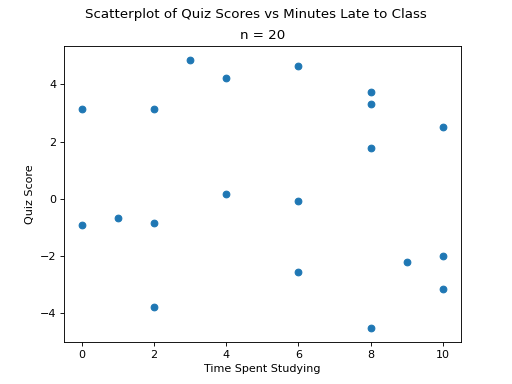 Scatterplot of Quiz Scores vs Minutes Late to Class
n = 20
4
2
0
−2
−4
Quiz Score
0 2 4 6 8 10
Time Spent Studying